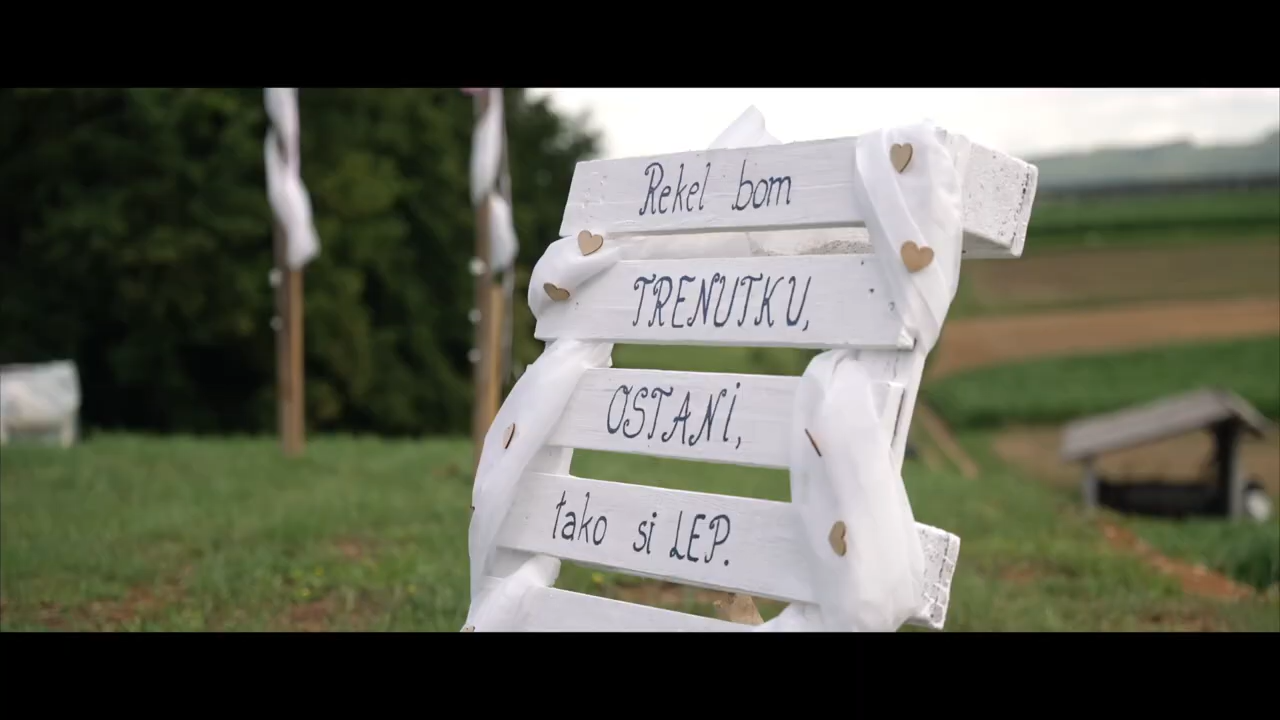 Rekel bom
TRENUTKU,
OSTANi,
tako si LEP.